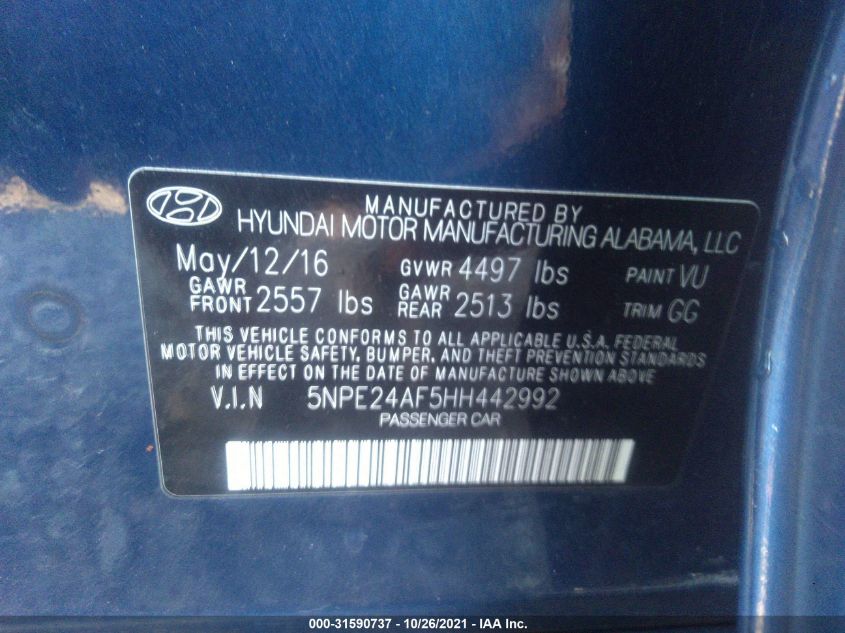 MANUFACTURED BY
HYUNDAI MOTOR MANUFACTURING ALABAMA, LLC
May/12/16 GVWR 4497 lbs PAINT VU
GAWR FRONT 2557 lbs GAWR REAR 2513 lbs TRIM GG
THIS VEHICLE CONFORMS TO ALL APPLICABLE U.S.A. FEDERAL
MOTOR VEHICLE SAFETY, BUMPER, AND THEFT PREVENTION STANDARDS
IN EFFECT ON THE DATE OF MANUFACTURE SHOWN ABOVE.
V.I.N 5NPE24AF5HH442992
PASSENGER CAR
000-31590737 - 10/26/2021 - IAA Inc.